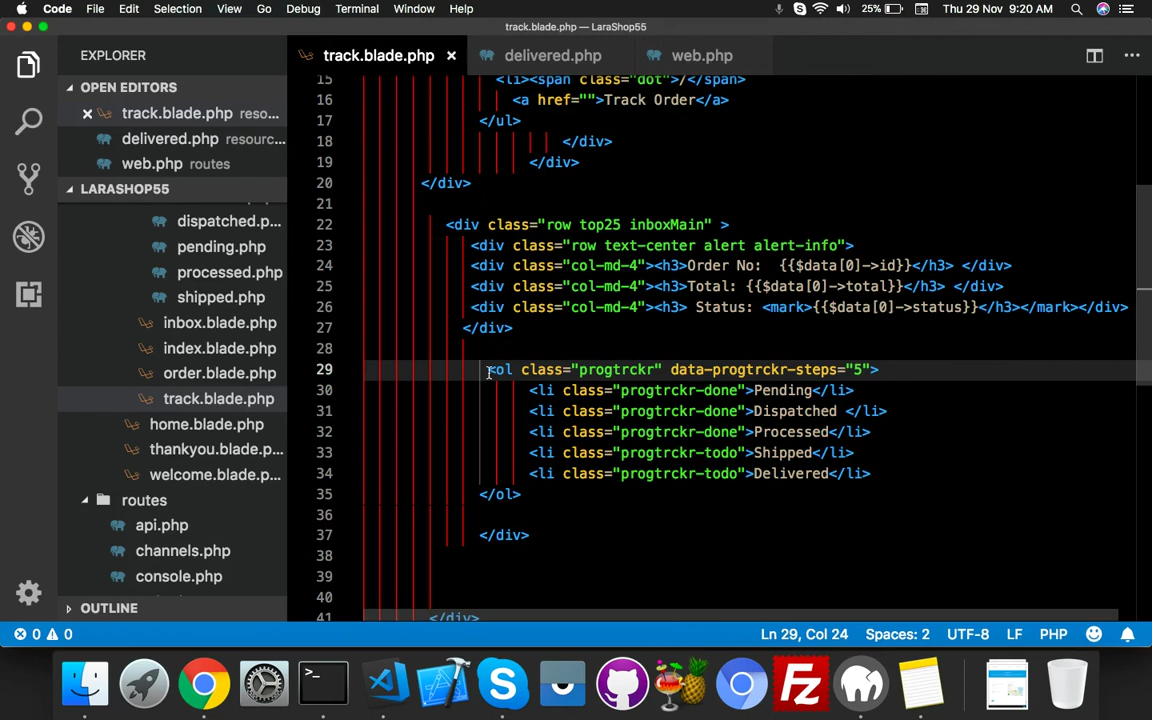 Code File Edit Selection View Go Debug Terminal Window Help 25% Thu 29 Nov 9:20 AM
track.blade.php — LaraShop55
EXPLORER
OPEN EDITORS
track.blade.php reso...
delivered.php resourc...
web.php routes
LARASHOP55
dispatched.p...
pending.php
processed.php
shipped.php
inbox.blade.php
index.blade.php
order.blade.php
track.blade.php
home.blade.php
thankyou.blade.p...
welcome.blade.p...
routes
api.php
channels.php
console.php
OUTLINE
track.blade.php delivered.php web.php
15 <li><span class="dot">/</span>
16 <a href="">Track Order</a>
17 </ul>
18 </div>
19 </div>
20 </div>
21
22 <div class="row top25 inboxMain" >
23 <div class="row text-center alert alert-info">
24 <div class="col-md-4"><h3>Order No:  {{$data[0]->id}}</h3> </div>
25 <div class="col-md-4"><h3>Total: {{$data[0]->total}}</h3> </div>
26 <div class="col-md-4"><h3> Status: <mark>{{$data[0]->status}}</h3></mark></div>
27 </div>
28
29 <ol class="progtrckr" data-progtrckr-steps="5">
30 <li class="progtrckr-done">Pending</li>
31 <li class="progtrckr-done">Dispatched </li>
32 <li class="progtrckr-done">Processed</li>
33 <li class="progtrckr-todo">Shipped</li>
34 <li class="progtrckr-todo">Delivered</li>
35 </ol>
36
37 </div>
38
39
40
41 </div>
0 0 Ln 29, Col 24 Spaces: 2 UTF-8 LF PHP